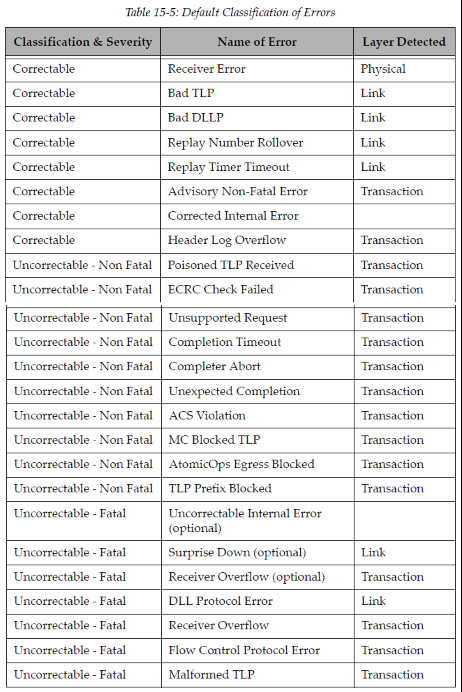 Table 15-5: Default Classification of Errors
Classification & Severity Name of Error Layer Detected
Correctable Receiver Error Physical
Correctable Bad TLP Link
Correctable Bad DLLP Link
Correctable Replay Number Rollover Link
Correctable Replay Timer Timeout Link
Correctable Advisory Non-Fatal Error Transaction
Correctable Corrected Internal Error
Correctable Header Log Overflow Transaction
Uncorrectable - Non Fatal Poisoned TLP Received Transaction
Uncorrectable - Non Fatal ECRC Check Failed Transaction
Uncorrectable - Non Fatal Unsupported Request Transaction
Uncorrectable - Non Fatal Completion Timeout Transaction
Uncorrectable - Non Fatal Completer Abort Transaction
Uncorrectable - Non Fatal Unexpected Completion Transaction
Uncorrectable - Non Fatal ACS Violation Transaction
Uncorrectable - Non Fatal MC Blocked TLP Transaction
Uncorrectable - Non Fatal AtomicOps Egress Blocked Transaction
Uncorrectable - Non Fatal TLP Prefix Blocked Transaction
Uncorrectable - Fatal Uncorrectable Internal Error
(optional)
Uncorrectable - Fatal Surprise Down (optional) Link
Uncorrectable - Fatal Receiver Overflow (optional) Transaction
Uncorrectable - Fatal DLL Protocol Error Link
Uncorrectable - Fatal Receiver Overflow Transaction
Uncorrectable - Fatal Flow Control Protocol Error Transaction
Uncorrectable - Fatal Malformed TLP Transaction